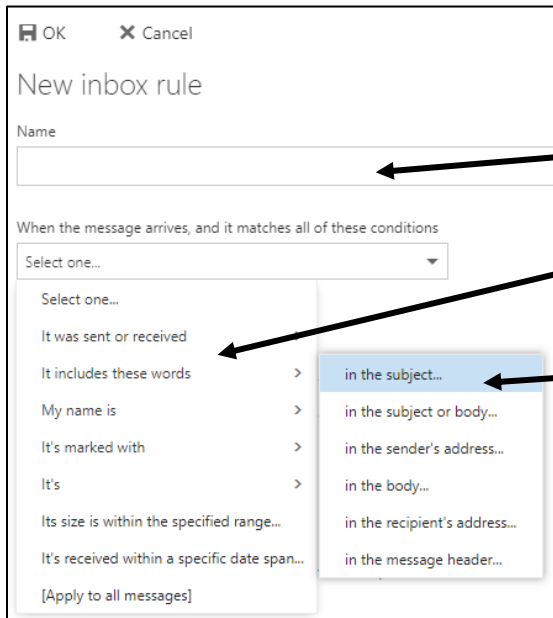 OK Cancel
New inbox rule
Name
When the message arrives, and it matches all of these conditions
Select one...
Select one...
It was sent or received
It includes these words
My name is
It's marked with
It's
Its size is within the specified range...
It's received within a specific date span...
[Apply to all messages]
in the subject...
in the subject or body...
in the sender's address...
in the body...
in the recipient's address...
in the message header...